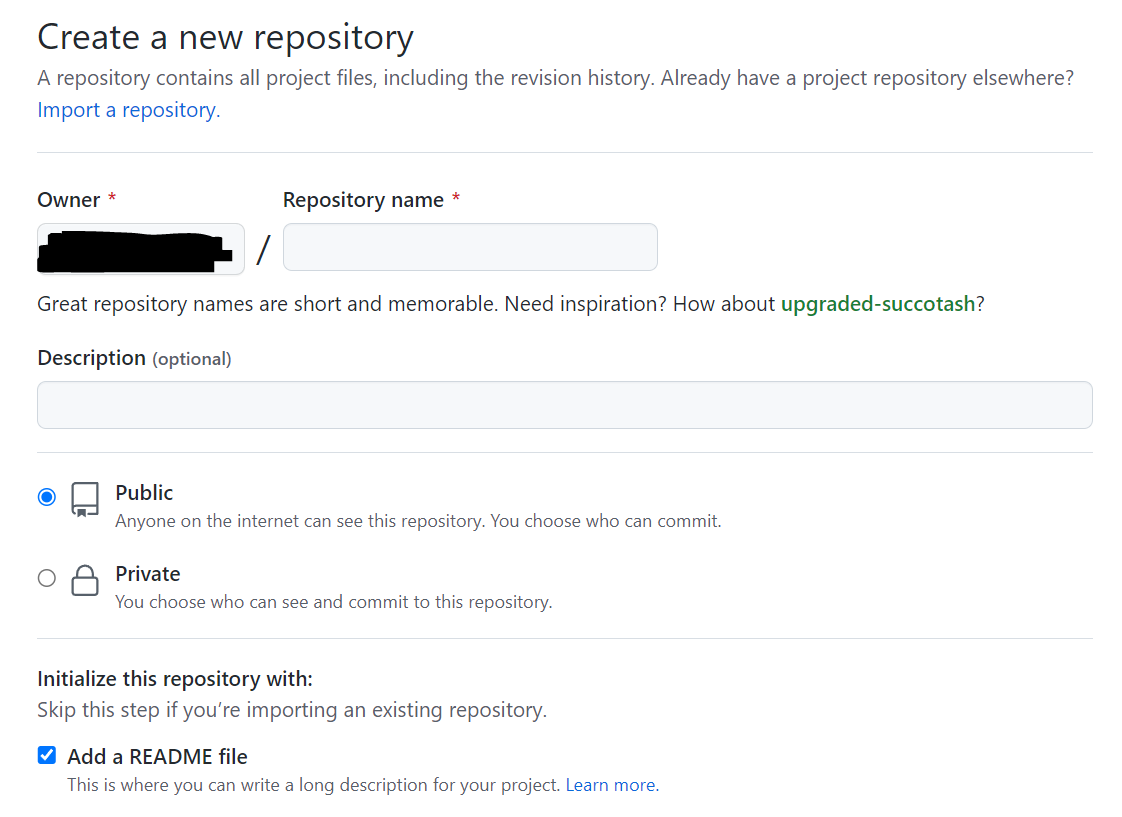 Create a new repository
A repository contains all project files, including the revision history. Already have a project repository elsewhere?
Import a repository.
Owner *
Repository name *
/
Great repository names are short and memorable. Need inspiration? How about upgraded-succotash?
Description (optional)
Public
Anyone on the internet can see this repository. You choose who can commit.
Private
You choose who can see and commit to this repository.
Initialize this repository with:
Skip this step if you’re importing an existing repository.
Add a README file
This is where you can write a long description for your project. Learn more.